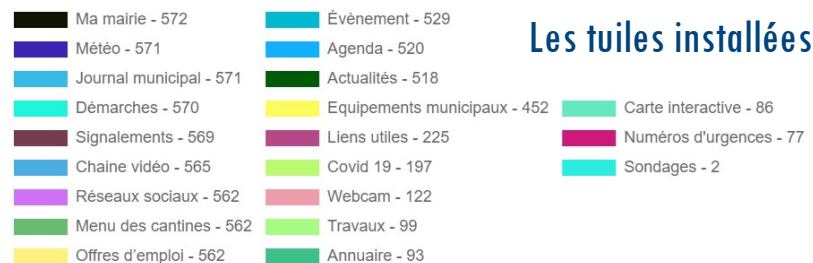 Les tuiles installées
Ma mairie - 572
Météo - 571
Journal municipal - 571
Démarches - 570
Signalements - 569
Chaine vidéo - 565
Réseaux sociaux - 562
Menu des cantines - 562
Offres d'emploi - 562
Évènement - 529
Agenda - 520
Actualités - 518
Equipements municipaux - 452
Liens utiles - 225
Covid 19 - 197
Webcam - 122
Travaux - 99
Annuaire - 93
Carte interactive - 86
Numéros d'urgences - 77
Sondages - 2